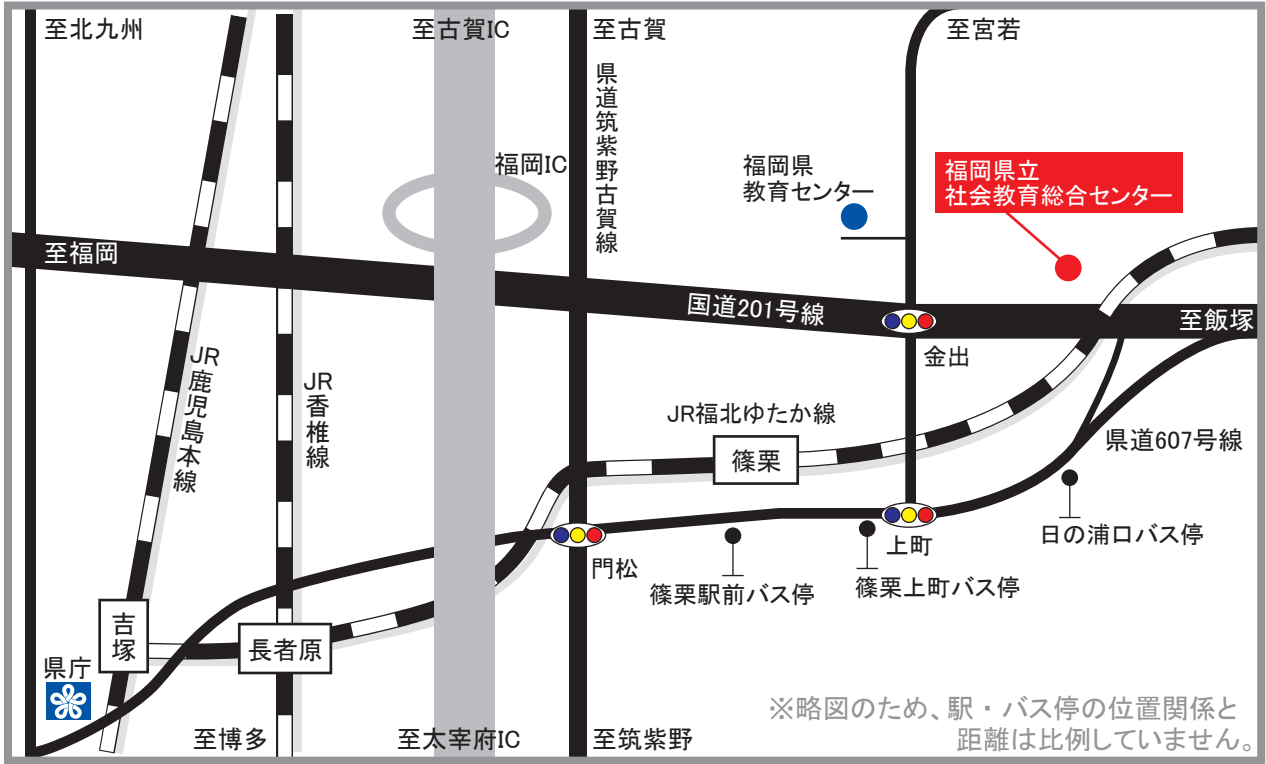 至北九州
至古賀IC
至古賀
至宮若
県道筑紫野古賀線
福岡IC
福岡県
教育センター
福岡県立
社会教育総合センター
至福岡
国道201号線
至飯塚
金出
JR鹿児島本線
JR香椎線
JR福北ゆたか線
篠栗
県道607号線
日の浦口バス停
上町
門松
篠栗駅前バス停
篠栗上町バス停
吉塚
長者原
県庁
至博多
至太宰府IC
至筑紫野
※略図のため、駅・バス停の位置関係と
距離は比例していません。